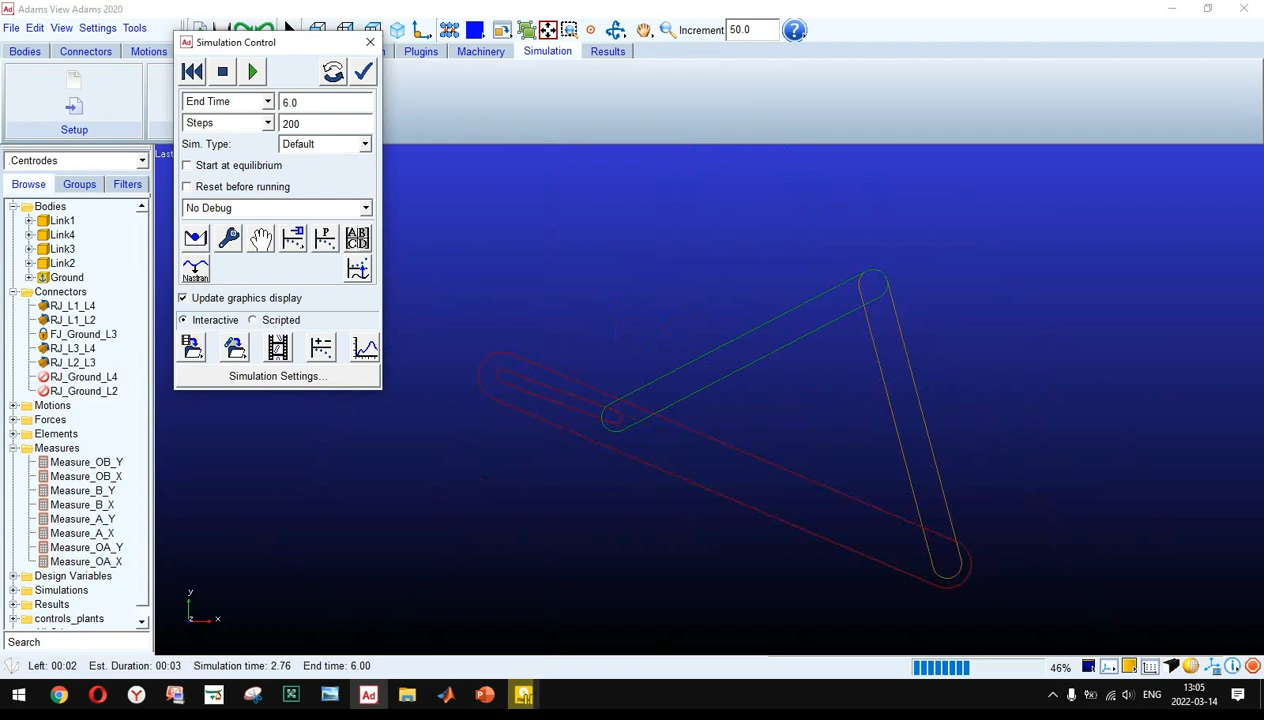 Adams View Adams 2020
File Edit View Settings Tools
Increment 50.0
Bodies Connectors Motions Plugins Machinery Simulation Results
Simulation Control
End Time 6.0
Steps 200
Sim. Type: Default
Start at equilibrium
Reset before running
No Debug
P
AB
CD
Nastran
Update graphics display
Interactive Scripted
Simulation Settings...
Setup
Last
Centrodes
Browse Groups Filters
Bodies
Link1
Link4
Link3
Link2
Ground
Connectors
RJ_L1_L4
RJ_L1_L2
FJ_Ground_L3
RJ_L3_L4
RJ_L2_L3
RJ_Ground_L4
RJ_Ground_L2
Motions
Forces
Elements
Measures
Measure_OB_Y
Measure_OB_X
Measure_B_Y
Measure_B_X
Measure_A_Y
Measure_A_X
Measure_OA_Y
Measure_OA_X
Design Variables
Simulations
Results
controls_plants
Search
y
z x
Left: 00:02 Est. Duration: 00:03 Simulation time: 2.76 End time: 6.00 46%
Ad
ENG 13:05
2022-03-14